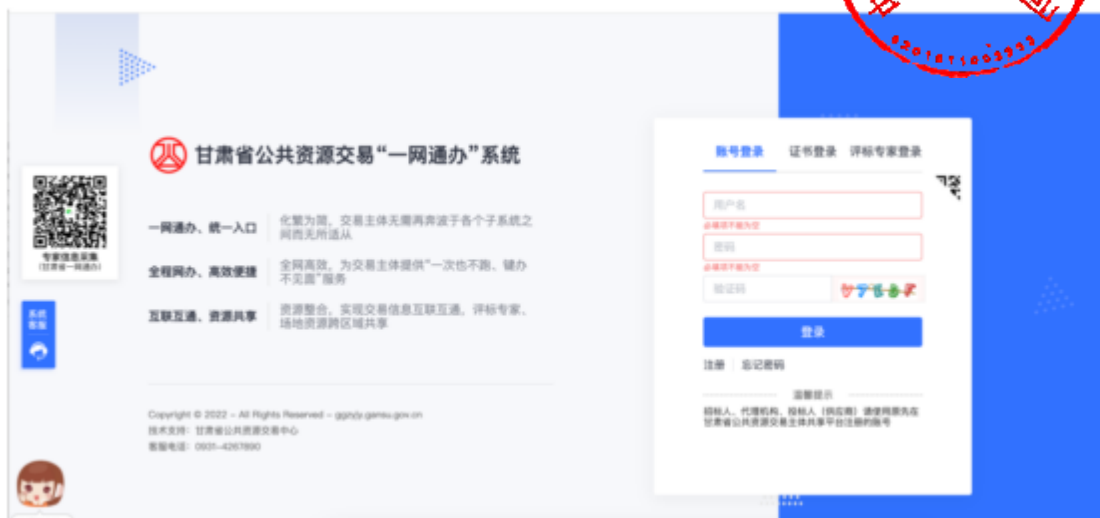 甘肃省公共资源交易“一网通办”系统
专家信息采集
(甘肃省一网通办)
系统
客服
一网通办、统一入口
化繁为简，交易主体无需再奔波于各个子系统之
间而无所适从
全程网办、高效便捷
全网高效，为交易主体提供“一次也不跑、键办
不见面”服务
互联互通、资源共享
资源整合，实现交易信息互联互通，评标专家、
场地资源跨区域共享
Copyright © 2022 - All Rights Reserved - ggzyjy.gansu.gov.cn
技术支持：甘肃省公共资源交易中心
客服电话：0931-4267890
账号登录 证书登录 评标专家登录
用户名
必填项不能为空
密码
必填项不能为空
验证码
登录
注册 忘记密码
温馨提示
招标人、代理机构、投标人（供应商）请使用原先在
甘肃省公共资源交易主体共享平台注册的账号